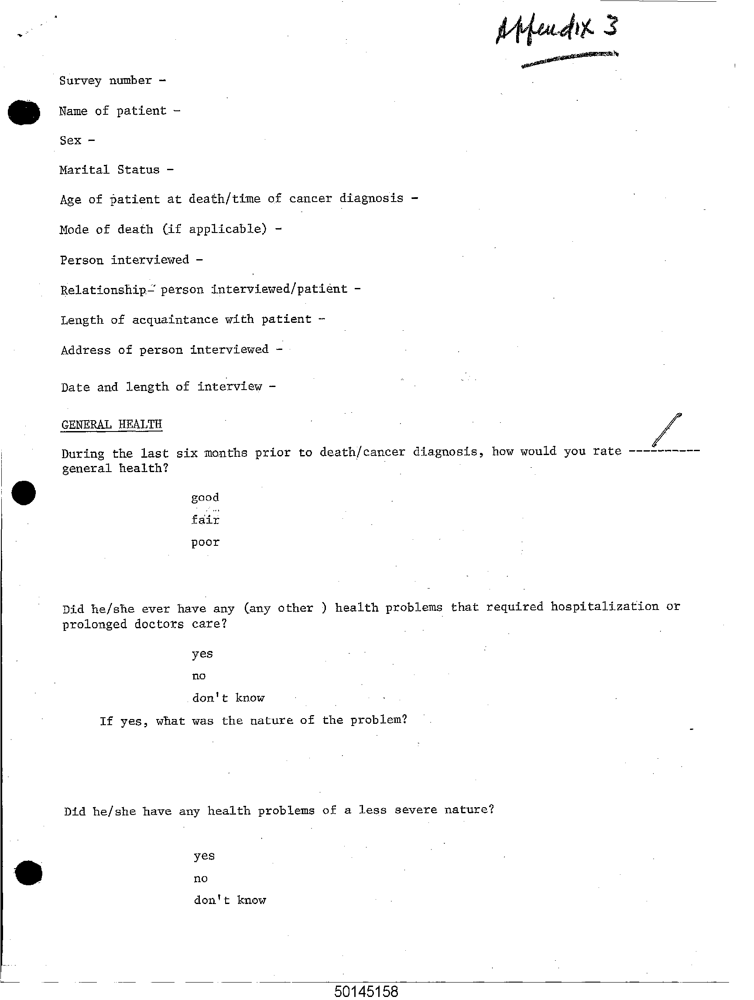 Appendix 3
Survey number -
Name of patient -
Sex -
Marital Status -
Age of patient at death/time of cancer diagnosis -
Mode of death (if applicable) -
Person interviewed -
Relationship- person interviewed/patient -
Length of acquaintance with patient -
Address of person interviewed -
Date and length of interview -
GENERAL HEALTH
During the last six months prior to death/cancer diagnosis, how would you rate ----------
general health?
good
fair
poor
Did he/she ever have any (any other ) health problems that required hospitalization or
prolonged doctors care?
yes
no
don't know
If yes, what was the nature of the problem?
Did he/she have any health problems of a less severe nature?
yes
no
don't know
50145158